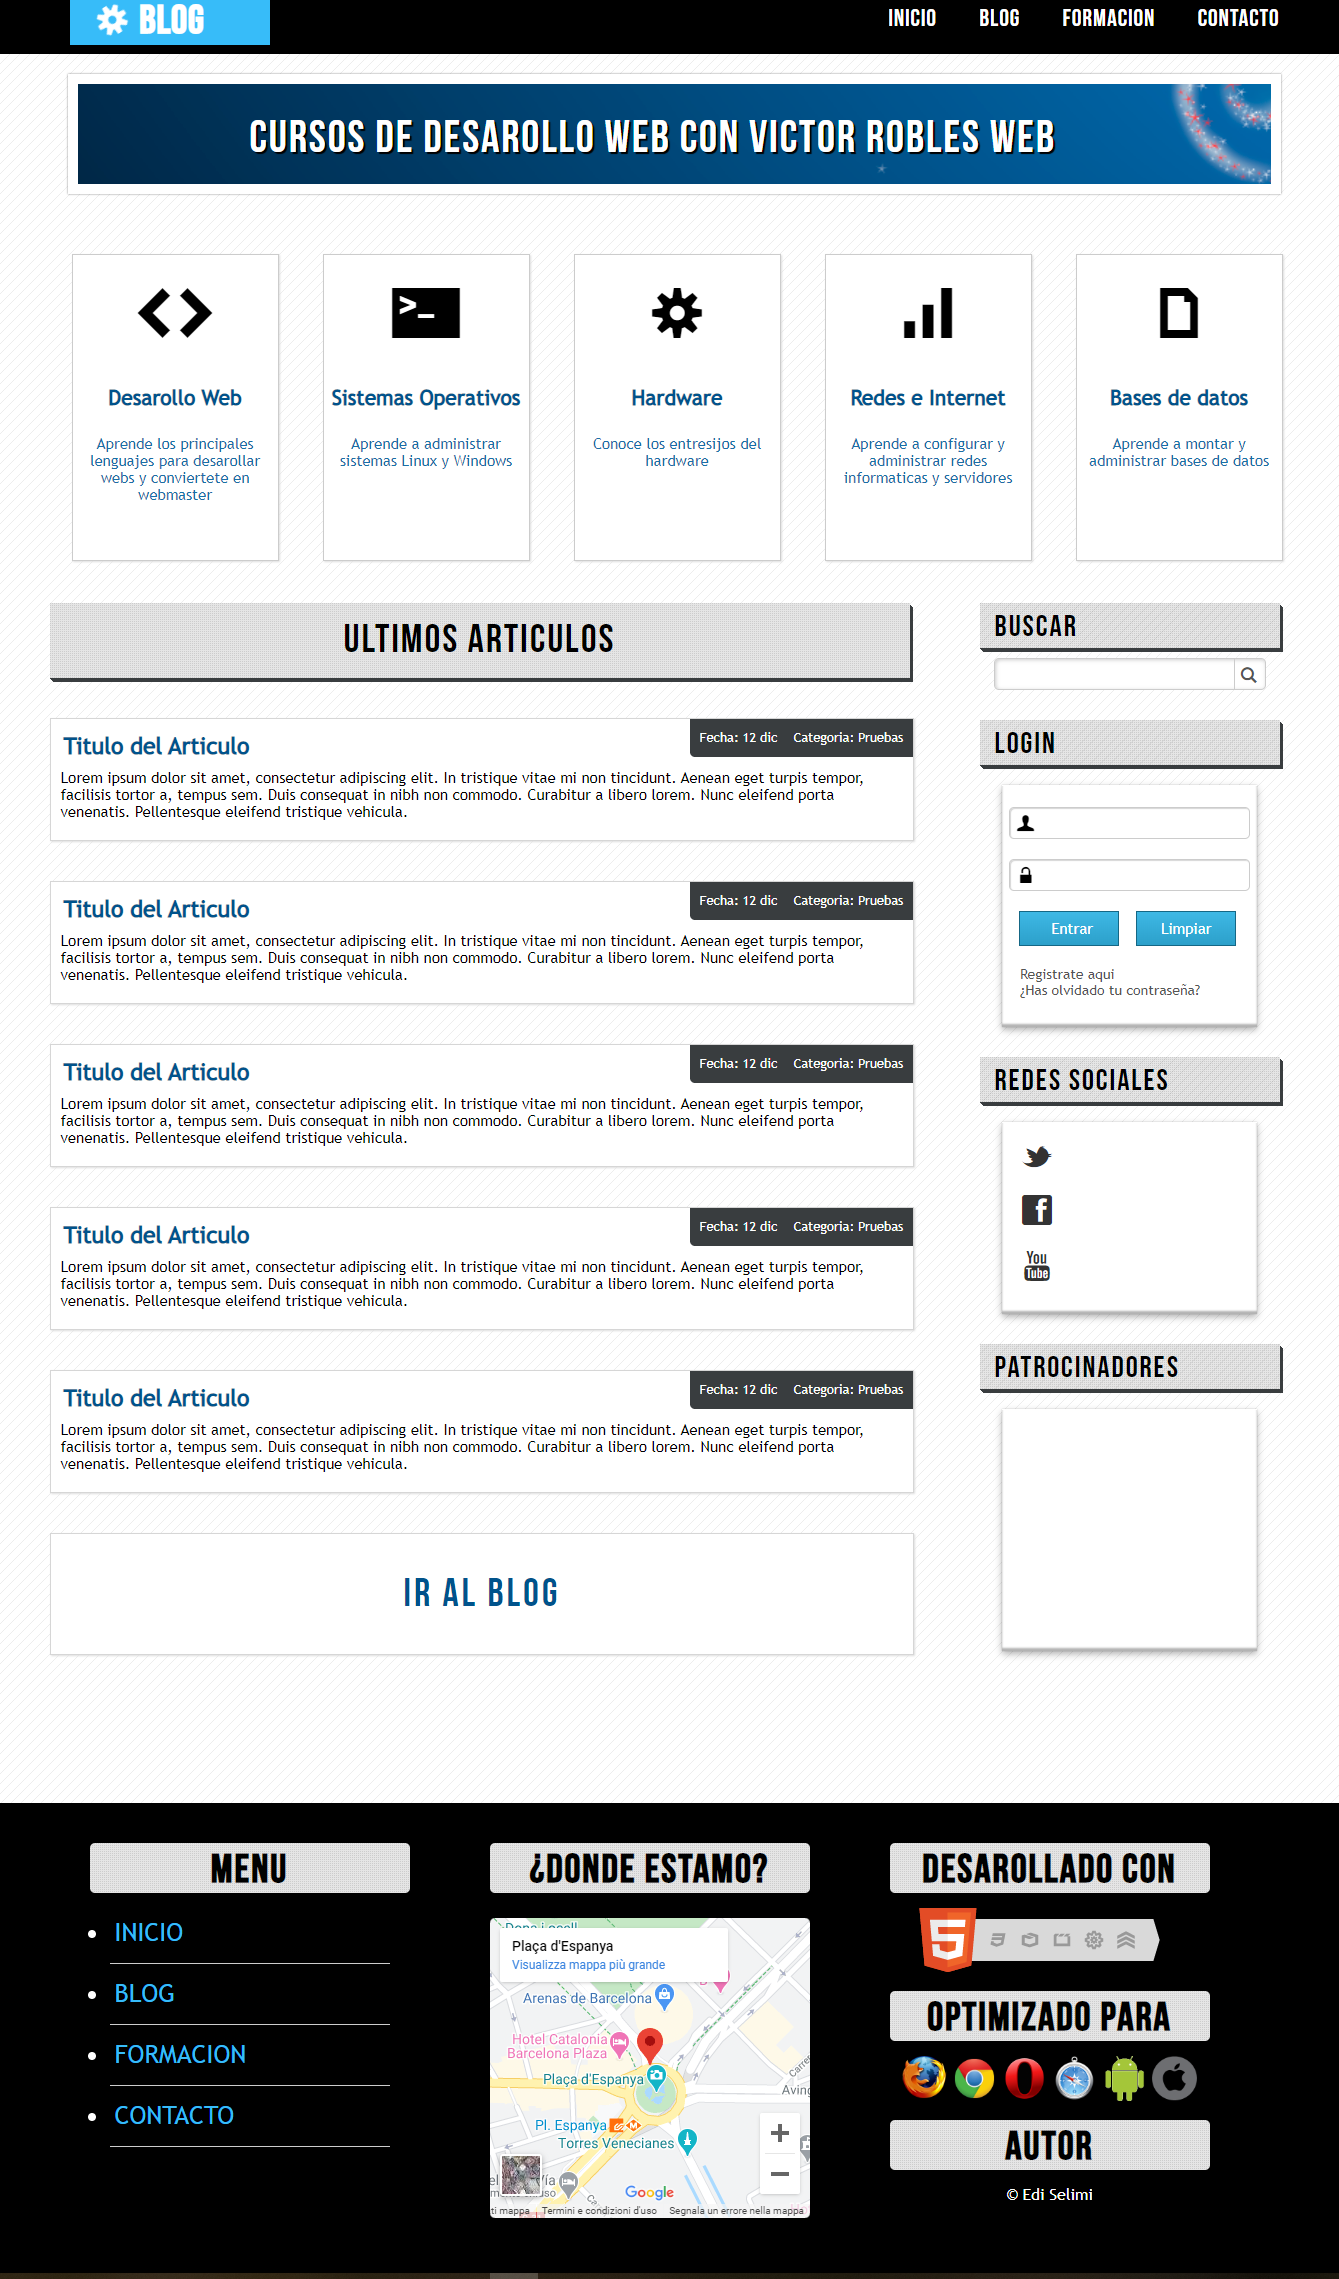 BLOG
INICIO BLOG FORMACION CONTACTO
CURSOS DE DESAROLLO WEB CON VICTOR ROBLES WEB
Desarollo Web
Aprende los principales
lenguajes para desarollar
webs y conviertete en
webmaster
>_
Sistemas Operativos
Aprende a administrar
sistemas Linux y Windows
Hardware
Conoce los entresijos del
hardware
Redes e Internet
Aprende a configurar y
administrar redes
informaticas y servidores
Bases de datos
Aprende a montar y
administrar bases de datos
ULTIMOS ARTICULOS
Titulo del Articulo
Fecha: 12 dic Categoria: Pruebas
Lorem ipsum dolor sit amet, consectetur adipiscing elit. In tristique vitae mi non tincidunt. Aenean eget turpis tempor,
facilisis tortor a, tempus sem. Duis consequat in nibh non commodo. Curabitur a libero lorem. Nunc eleifend porta
venenatis. Pellentesque eleifend tristique vehicula.
Titulo del Articulo
Fecha: 12 dic Categoria: Pruebas
Lorem ipsum dolor sit amet, consectetur adipiscing elit. In tristique vitae mi non tincidunt. Aenean eget turpis tempor,
facilisis tortor a, tempus sem. Duis consequat in nibh non commodo. Curabitur a libero lorem. Nunc eleifend porta
venenatis. Pellentesque eleifend tristique vehicula.
Titulo del Articulo
Fecha: 12 dic Categoria: Pruebas
Lorem ipsum dolor sit amet, consectetur adipiscing elit. In tristique vitae mi non tincidunt. Aenean eget turpis tempor,
facilisis tortor a, tempus sem. Duis consequat in nibh non commodo. Curabitur a libero lorem. Nunc eleifend porta
venenatis. Pellentesque eleifend tristique vehicula.
Titulo del Articulo
Fecha: 12 dic Categoria: Pruebas
Lorem ipsum dolor sit amet, consectetur adipiscing elit. In tristique vitae mi non tincidunt. Aenean eget turpis tempor,
facilisis tortor a, tempus sem. Duis consequat in nibh non commodo. Curabitur a libero lorem. Nunc eleifend porta
venenatis. Pellentesque eleifend tristique vehicula.
Titulo del Articulo
Fecha: 12 dic Categoria: Pruebas
Lorem ipsum dolor sit amet, consectetur adipiscing elit. In tristique vitae mi non tincidunt. Aenean eget turpis tempor,
facilisis tortor a, tempus sem. Duis consequat in nibh non commodo. Curabitur a libero lorem. Nunc eleifend porta
venenatis. Pellentesque eleifend tristique vehicula.
IR AL BLOG
BUSCAR
LOGIN
Entrar Limpiar
Registrate aqui
¿Has olvidado tu contraseña?
REDES SOCIALES
You
Tube
PATROCINADORES
MENU
INICIO
BLOG
FORMACION
CONTACTO
¿DONDE ESTAMO?
Plaça d'Espanya
Visualizza mappa più grande
Arenas de Barcelona
Hotel Catalonia
Barcelona Plaza
Plaça d'Espanya
Pl. Espanya
Torres Venecianes
Google
mappa Termini e condizioni d'uso Segnala un errore nella mappa
DESAROLLADO CON
5
OPTIMIZADO PARA
AUTOR
© Edi Selimi